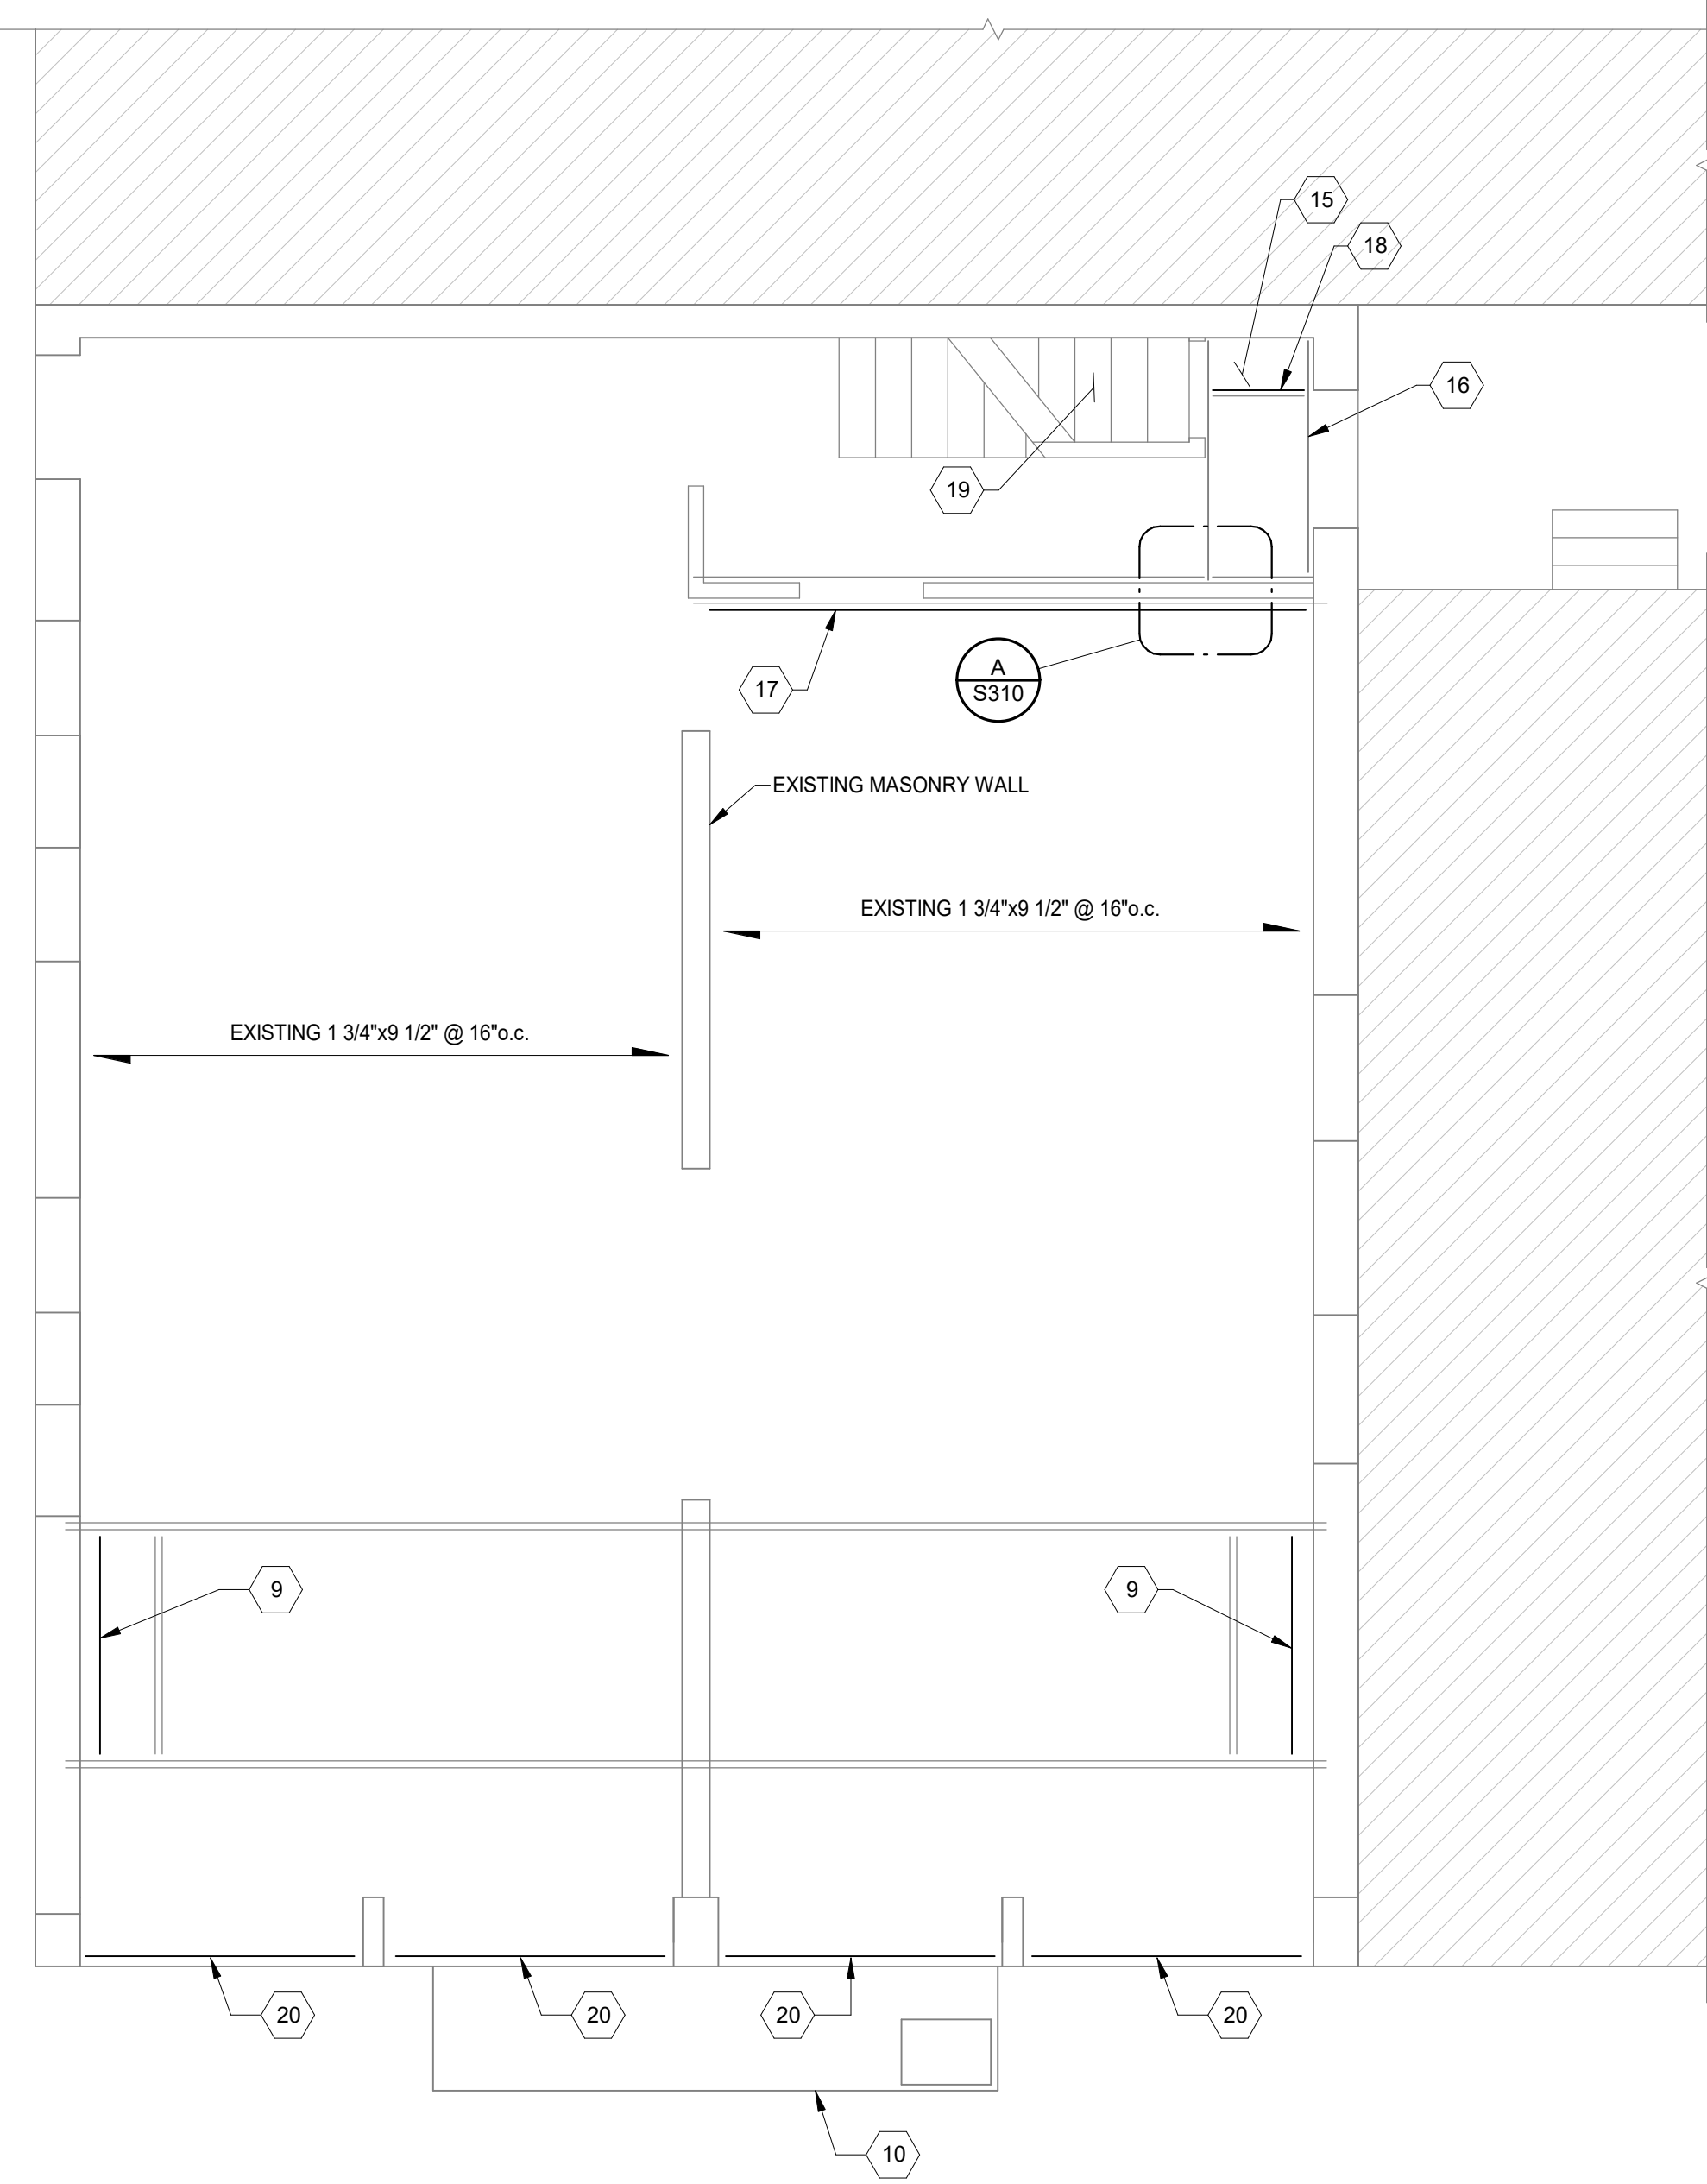 15
18
16
19
17
A
S310
EXISTING MASONRY WALL
EXISTING 1 3/4"x9 1/2" @ 16"o.c.
EXISTING 1 3/4"x9 1/2" @ 16"o.c.
9
9
20
20
20
20
10